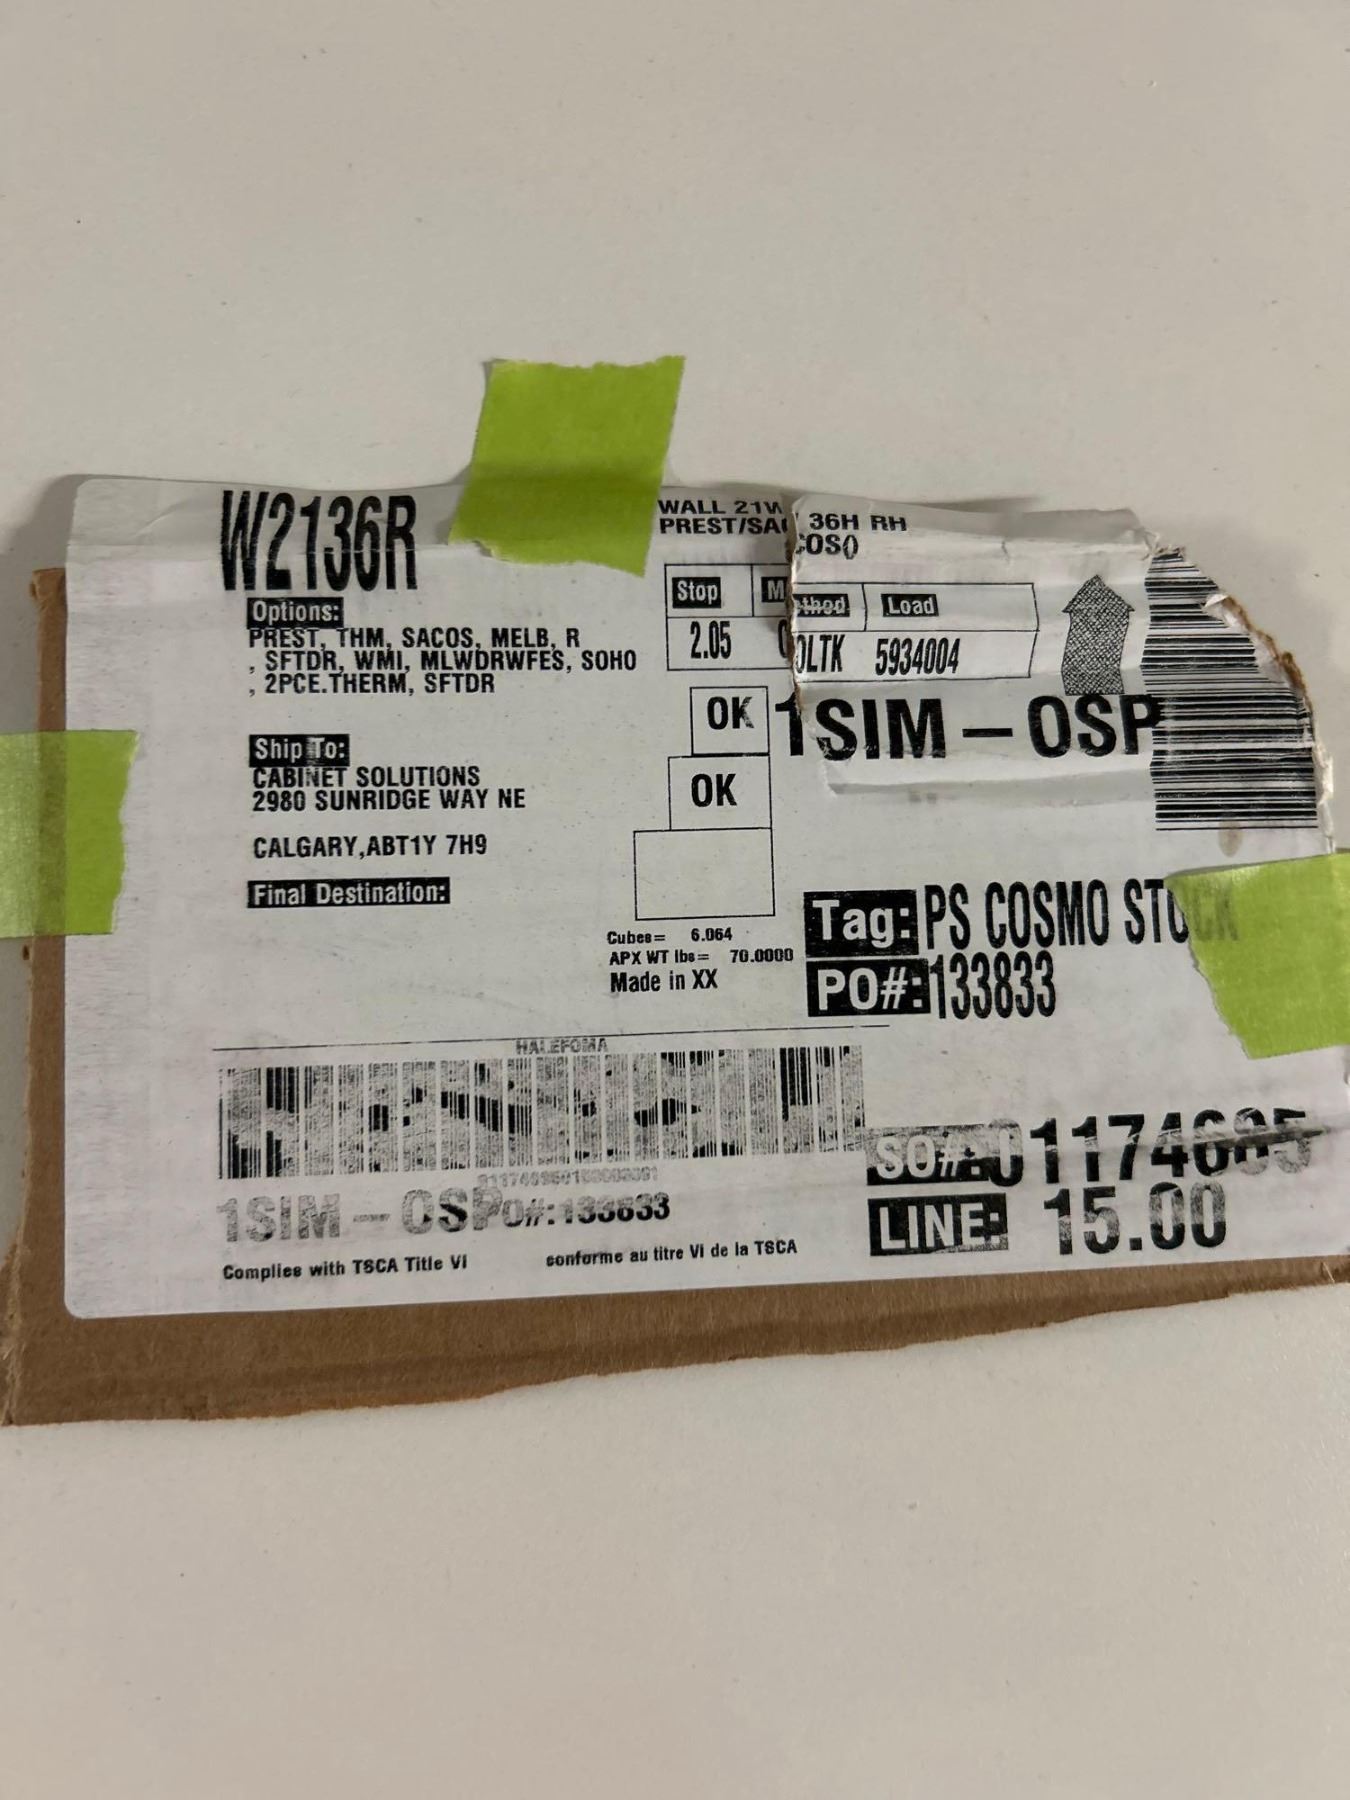 W2136R
WALL 21W 36H RH
PREST/SACOS()
Options:
PREST, THM, SACOS, MELB, R
, SFTDR, WMI, MLWDRWFES, SOHO
, 2PCE.THERM, SFTDR
Stop Method Load
2.05 OLTK 5934004
OK 1SIM-OSP
OK
Ship To:
CABINET SOLUTIONS
2980 SUNRIDGE WAY NE
CALGARY,ABT1Y 7H9
Final Destination:
Cubes= 6.064
APX WT lbs= 70.0000
Made in XX
Tag: PS COSMO STOCK
PO#:133833
HALEFOMA
SO#:
LINE: 15.00
1SIM-OSP PO#:133833
Complies with TSCA Title VI conforme au titre VI de la TSCA